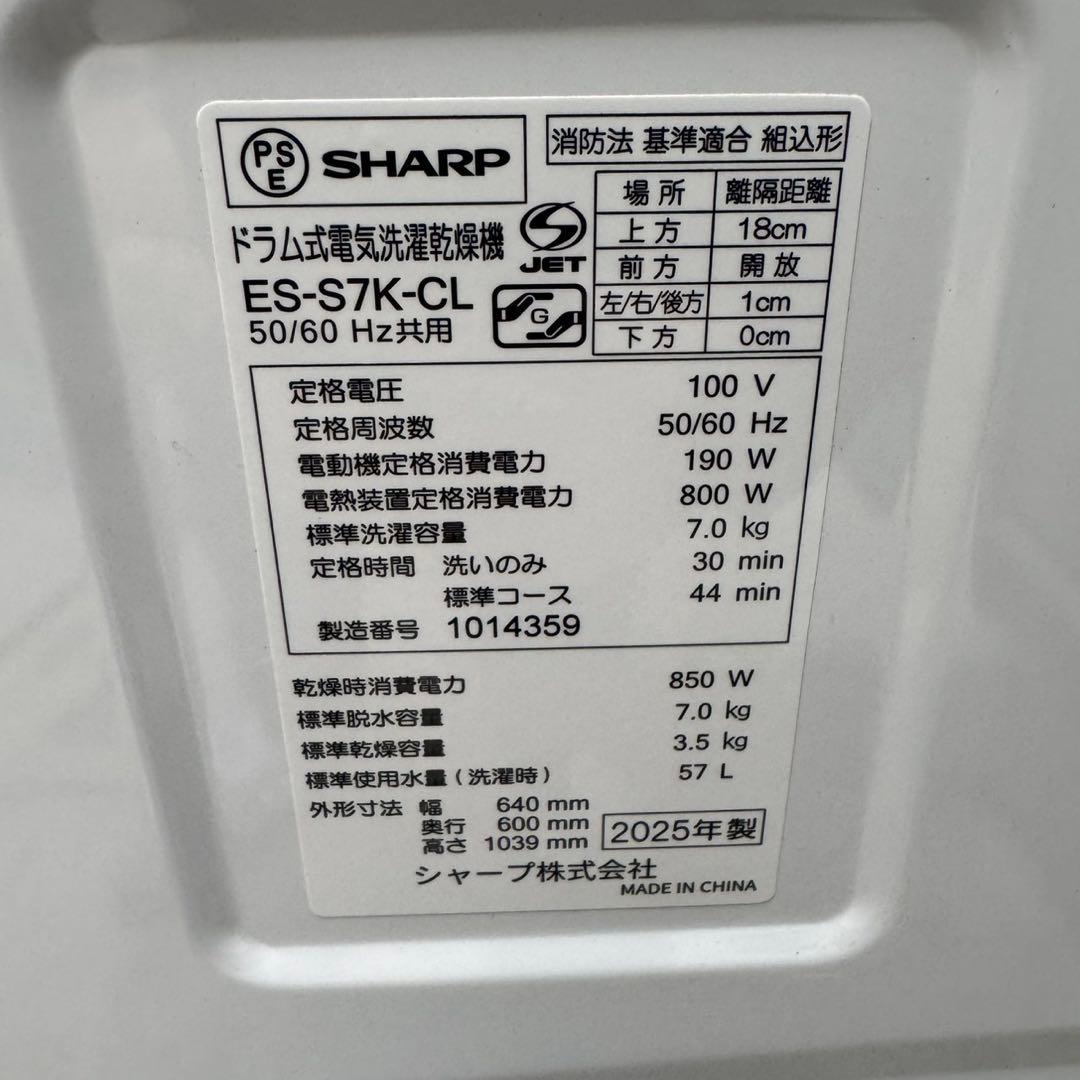 PSE SHARP
消防法 基準適合 組込形
場所 離隔距離
上方 18cm
前方 開放
左/右/後方 1cm
下方 0cm
ドラム式電気洗濯乾燥機
S JET
ES-S7K-CL
G
50/60 Hz共用
定格電圧 100 V
定格周波数 50/60 Hz
電動機定格消費電力 190 W
電熱装置定格消費電力 800 W
標準洗濯容量 7.0 kg
定格時間 洗いのみ 30 min
標準コース 44 min
製造番号 1014359
乾燥時消費電力 850 W
標準脱水容量 7.0 kg
標準乾燥容量 3.5 kg
標準使用水量(洗濯時) 57 L
外形寸法 幅 640 mm
奥行 600 mm
高さ 1039 mm
2025年製
シャープ株式会社
MADE IN CHINA